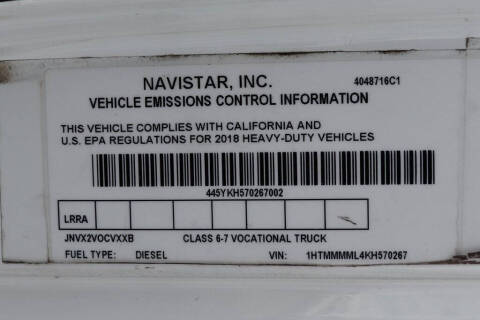 NAVISTAR, INC. 4048716C1
VEHICLE EMISSIONS CONTROL INFORMATION
THIS VEHICLE COMPLIES WITH CALIFORNIA AND
U.S. EPA REGULATIONS FOR 2018 HEAVY-DUTY VEHICLES
445YKH570267002
LRRA
JNVX2VOCVXXB CLASS 6-7 VOCATIONAL TRUCK
FUEL TYPE: DIESEL VIN: 1HTMMMML4KH570267